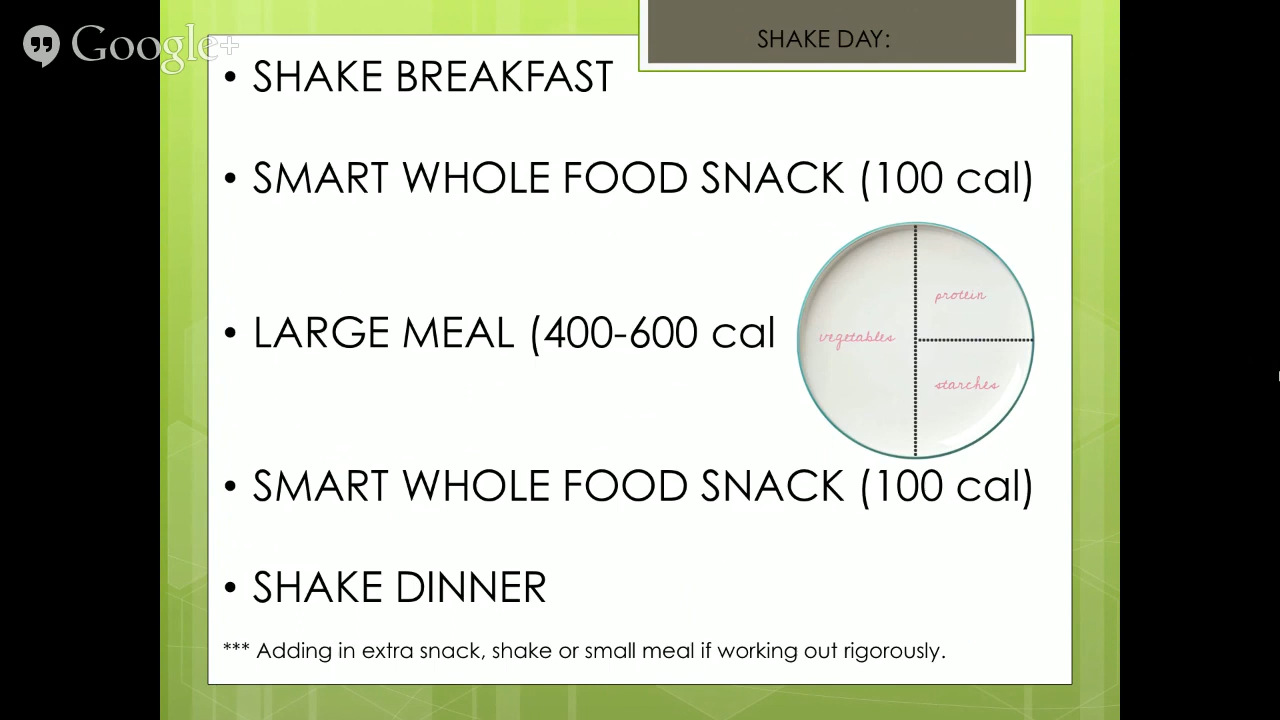 Google+
SHAKE DAY:
• SHAKE BREAKFAST
• SMART WHOLE FOOD SNACK (100 cal)
• LARGE MEAL (400-600 cal
vegetables
protein
starches
• SMART WHOLE FOOD SNACK (100 cal)
• SHAKE DINNER
*** Adding in extra snack, shake or small meal if working out rigorously.